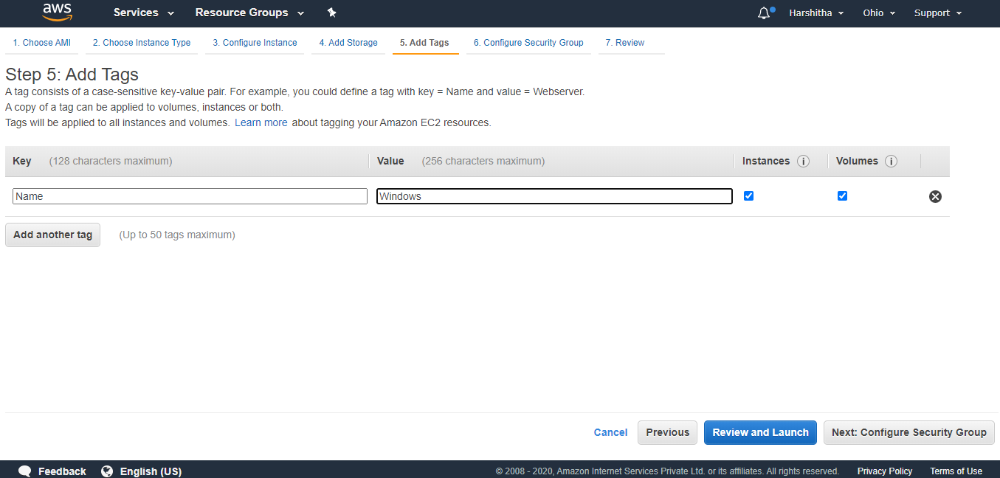 aws Services Resource Groups Harshitha Ohio Support
1. Choose AMI 2. Choose Instance Type 3. Configure Instance 4. Add Storage 5. Add Tags 6. Configure Security Group 7. Review
Step 5: Add Tags
A tag consists of a case-sensitive key-value pair. For example, you could define a tag with key = Name and value = Webserver.
A copy of a tag can be applied to volumes, instances or both.
Tags will be applied to all instances and volumes. Learn more about tagging your Amazon EC2 resources.
Key (128 characters maximum) Value (256 characters maximum) Instances i Volumes i
Name Windows
Add another tag (Up to 50 tags maximum)
Cancel Previous Review and Launch Next: Configure Security Group
Feedback English (US) © 2008 - 2020, Amazon Internet Services Private Ltd. or its affiliates. All rights reserved. Privacy Policy Terms of Use